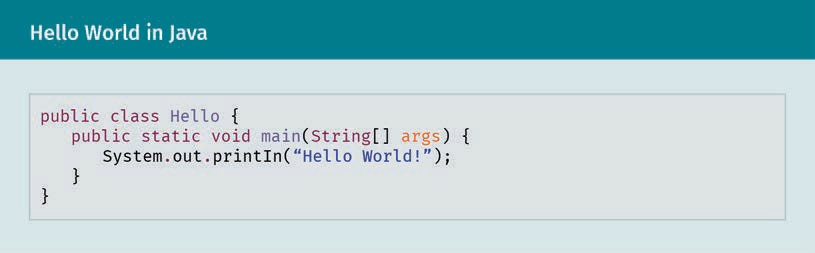 Hello World in Java
public class Hello {
public static void main(String[] args) {
System.out.printIn(“Hello World!”);
}
}